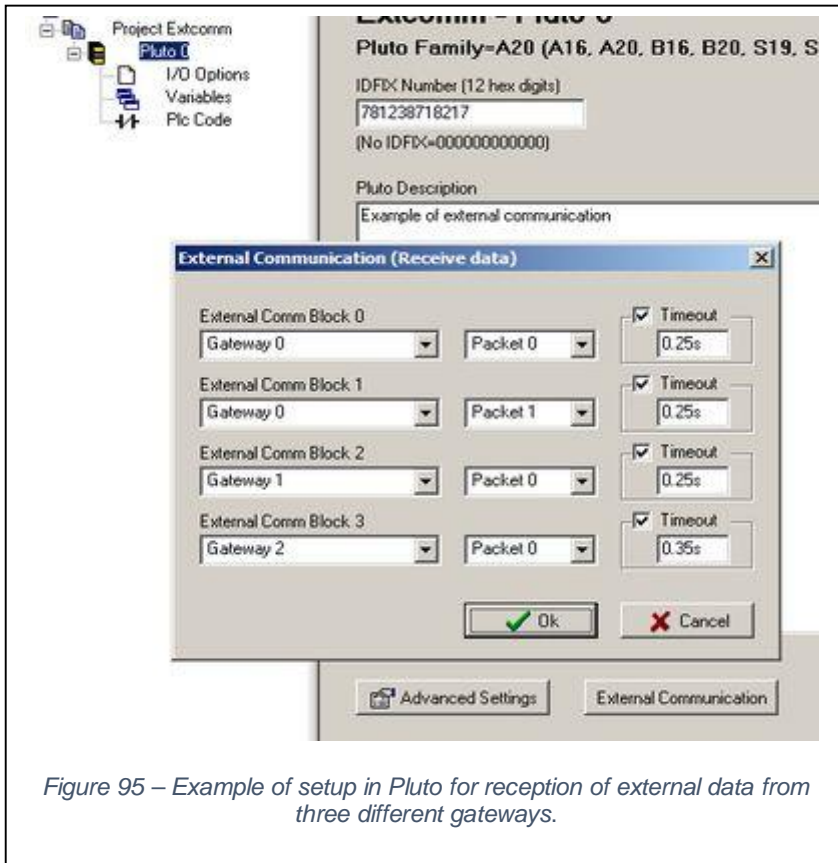 Project Extcomm
Pluto 0
I/O Options
Variables
Plc Code
Extcomm - Pluto 0
Pluto Family=A20 (A16, A20, B16, B20, S19, S
IDFIX Number (12 hex digits)
781238718217
(No IDFIX=000000000000)
Pluto Description
Example of external communication
External Communication (Receive data)
External Comm Block 0
Timeout
Gateway 0 Packet 0 0.25s
External Comm Block 1
Timeout
Gateway 0 Packet 1 0.25s
External Comm Block 2
Timeout
Gateway 1 Packet 0 0.25s
External Comm Block 3
Timeout
Gateway 2 Packet 0 0.35s
Ok Cancel
Advanced Settings External Communication
Figure 95 – Example of setup in Pluto for reception of external data from
three different gateways.